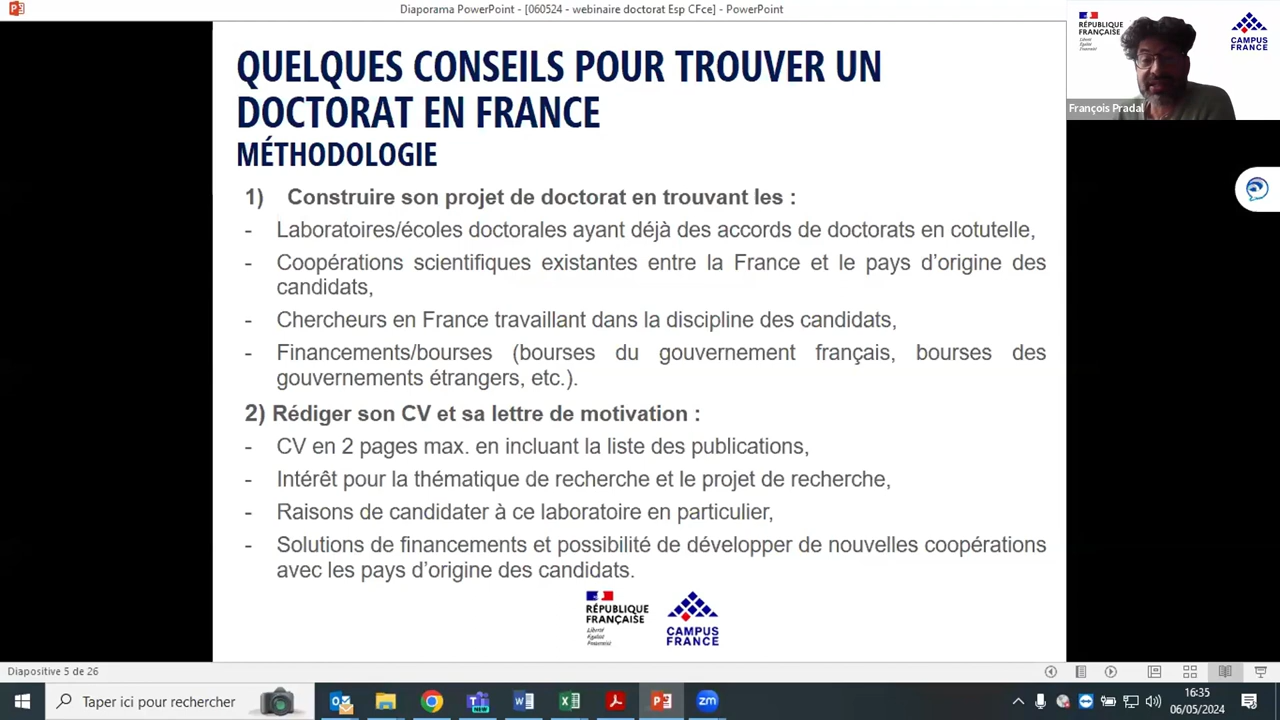 Diaporama PowerPoint - [060524 - webinaire doctorat Esp CFce] - PowerPoint
RÉPUBLIQUE
FRANÇAISE
Liberté
Égalité
Fraternité
CAMPUS
FRANCE
François Pradal
QUELQUES CONSEILS POUR TROUVER UN
DOCTORAT EN FRANCE
MÉTHODOLOGIE
1) Construire son projet de doctorat en trouvant les :
- Laboratoires/écoles doctorales ayant déjà des accords de doctorats en cotutelle,
- Coopérations scientifiques existantes entre la France et le pays d’origine des
candidats,
- Chercheurs en France travaillant dans la discipline des candidats,
- Financements/bourses (bourses du gouvernement français, bourses des
gouvernements étrangers, etc.).
2) Rédiger son CV et sa lettre de motivation :
- CV en 2 pages max. en incluant la liste des publications,
- Intérêt pour la thématique de recherche et le projet de recherche,
- Raisons de candidater à ce laboratoire en particulier,
- Solutions de financements et possibilité de développer de nouvelles coopérations
avec les pays d’origine des candidats.
RÉPUBLIQUE
FRANÇAISE
Liberté
Égalité
Fraternité
CAMPUS
FRANCE
Diapositive 5 de 26
Taper ici pour rechercher
zm
16:35
06/05/2024